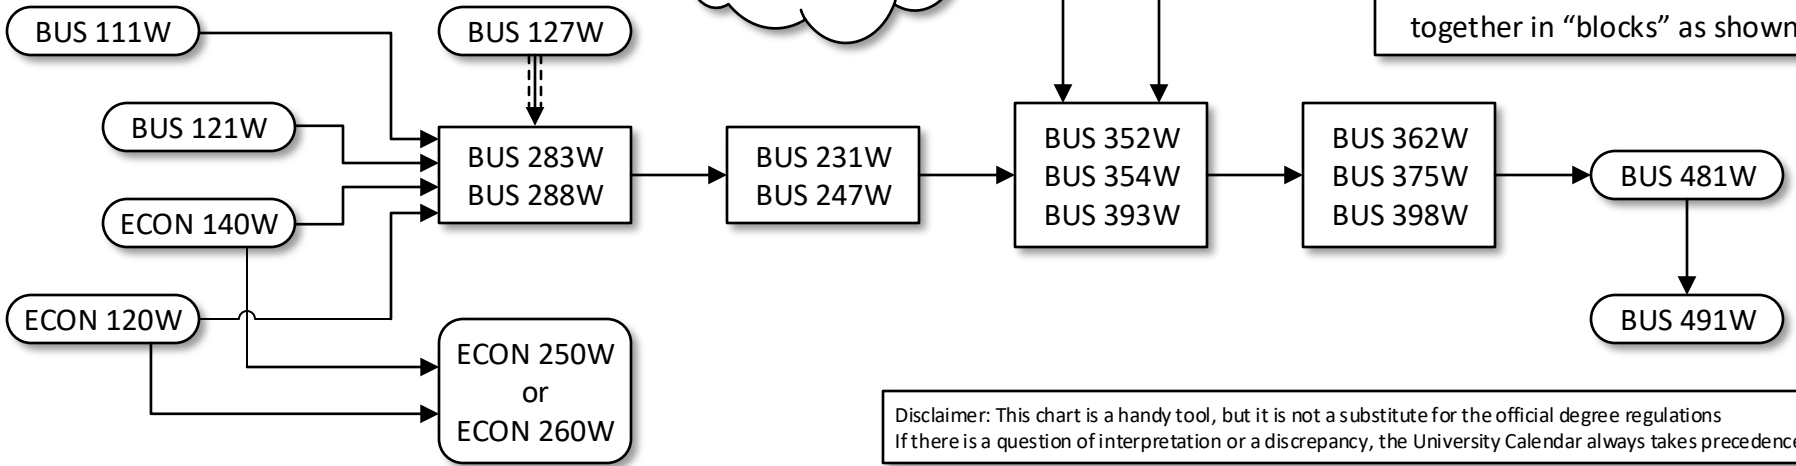 together in “blocks” as shown
BUS 111W
BUS 127W
BUS 121W
BUS 283W
BUS 288W
BUS 231W
BUS 247W
BUS 352W
BUS 354W
BUS 393W
BUS 362W
BUS 375W
BUS 398W
BUS 481W
ECON 140W
ECON 120W
BUS 491W
ECON 250W
or
ECON 260W
Disclaimer: This chart is a handy tool, but it is not a substitute for the official degree regulations
If there is a question of interpretation or a discrepancy, the University Calendar always takes precedence